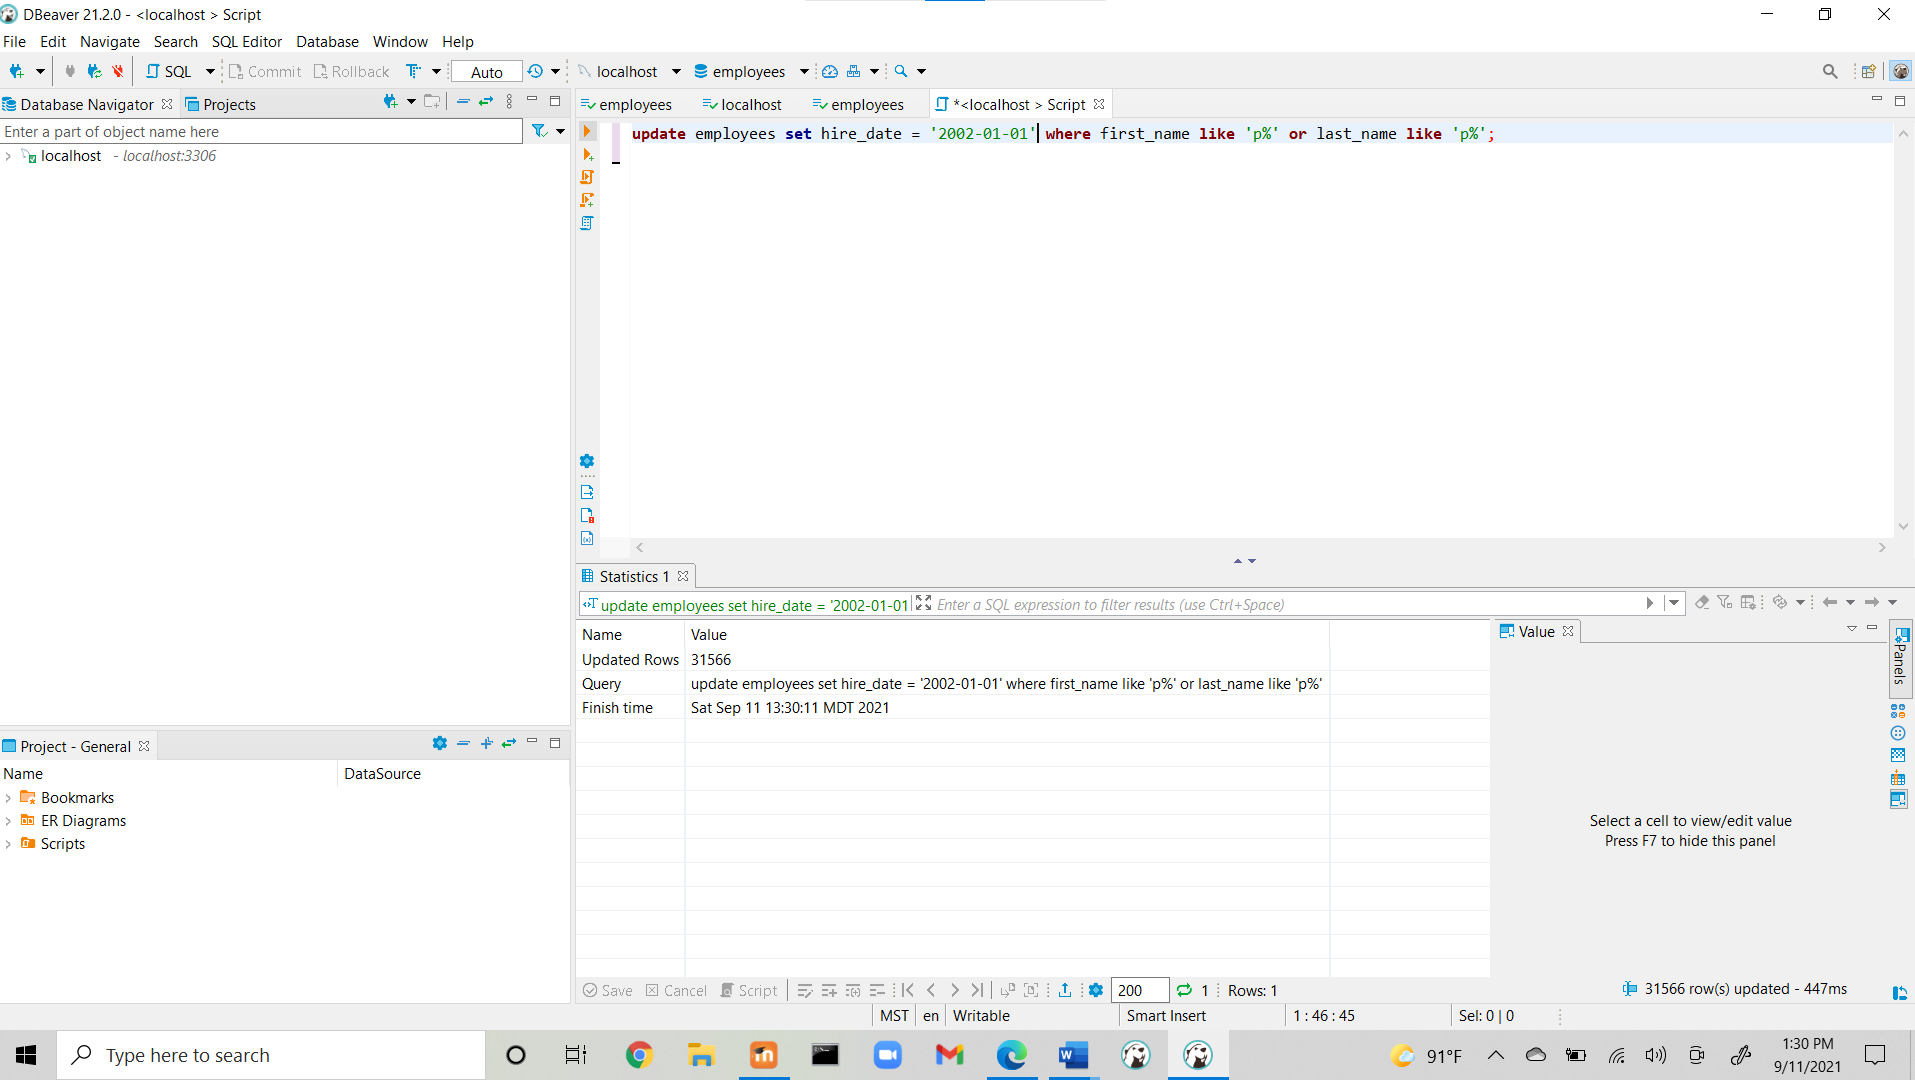 DBeaver 21.2.0 - <localhost > Script
File Edit Navigate Search SQL Editor Database Window Help
SQL Commit Rollback Auto localhost employees
Database Navigator Projects
employees localhost employees *<localhost > Script
Enter a part of object name here
localhost - localhost:3306
update employees set hire_date = '2002-01-01' where first_name like 'p%' or last_name like 'p%';
Statistics 1
update employees set hire_date = '2002-01-01 Enter a SQL expression to filter results (use Ctrl+Space)
Name Value
Updated Rows 31566
Query update employees set hire_date = '2002-01-01' where first_name like 'p%' or last_name like 'p%'
Finish time Sat Sep 11 13:30:11 MDT 2021
Value
Panels
Select a cell to view/edit value
Press F7 to hide this panel
Project - General
Name DataSource
Bookmarks
ER Diagrams
Scripts
Save Cancel Script 200 1 Rows: 1
31566 row(s) updated - 447ms
MST en Writable Smart Insert 1 : 46 : 45 Sel: 0 | 0
Type here to search
91°F
1:30 PM
9/11/2021